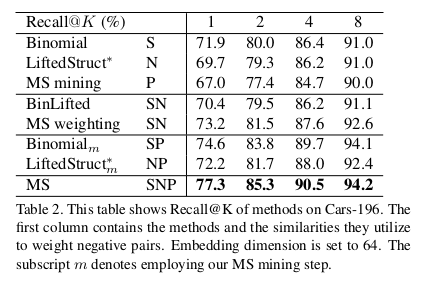 Recall@K (%) 1 2 4 8
Binomial S 71.9 80.0 86.4 91.0
LiftedStruct* N 69.7 79.3 86.2 91.0
MS mining P 67.0 77.4 84.7 90.0
BinLifted SN 70.4 79.5 86.2 91.1
MS weighting SN 73.2 81.5 87.6 92.6
Binomialm SP 74.6 83.8 89.7 94.1
LiftedStruct*m NP 72.2 81.7 88.0 92.4
MS SNP 77.3 85.3 90.5 94.2
Table 2. This table shows Recall@K of methods on Cars-196. The
first column contains the methods and the similarities they utilize
to weight negative pairs. Embedding dimension is set to 64. The
subscript m denotes employing our MS mining step.